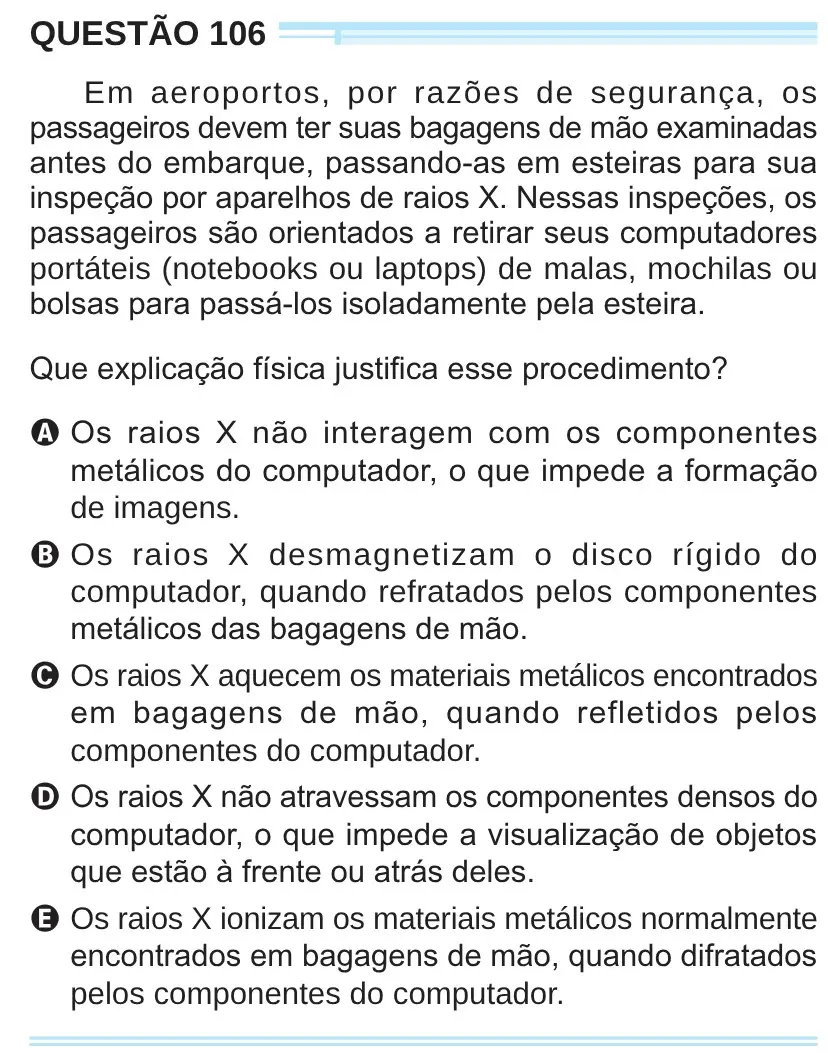 QUESTÃO 106
Em aeroportos, por razões de segurança, os
passageiros devem ter suas bagagens de mão examinadas
antes do embarque, passando-as em esteiras para sua
inspeção por aparelhos de raios X. Nessas inspeções, os
passageiros são orientados a retirar seus computadores
portáteis (notebooks ou laptops) de malas, mochilas ou
bolsas para passá-los isoladamente pela esteira.
Que explicação física justifica esse procedimento?
A Os raios X não interagem com os componentes
metálicos do computador, o que impede a formação
de imagens.
B Os raios X desmagnetizam o disco rígido do
computador, quando refratados pelos componentes
metálicos das bagagens de mão.
C Os raios X aquecem os materiais metálicos encontrados
em bagagens de mão, quando refletidos pelos
componentes do computador.
D Os raios X não atravessam os componentes densos do
computador, o que impede a visualização de objetos
que estão à frente ou atrás deles.
E Os raios X ionizam os materiais metálicos normalmente
encontrados em bagagens de mão, quando difratados
pelos componentes do computador.